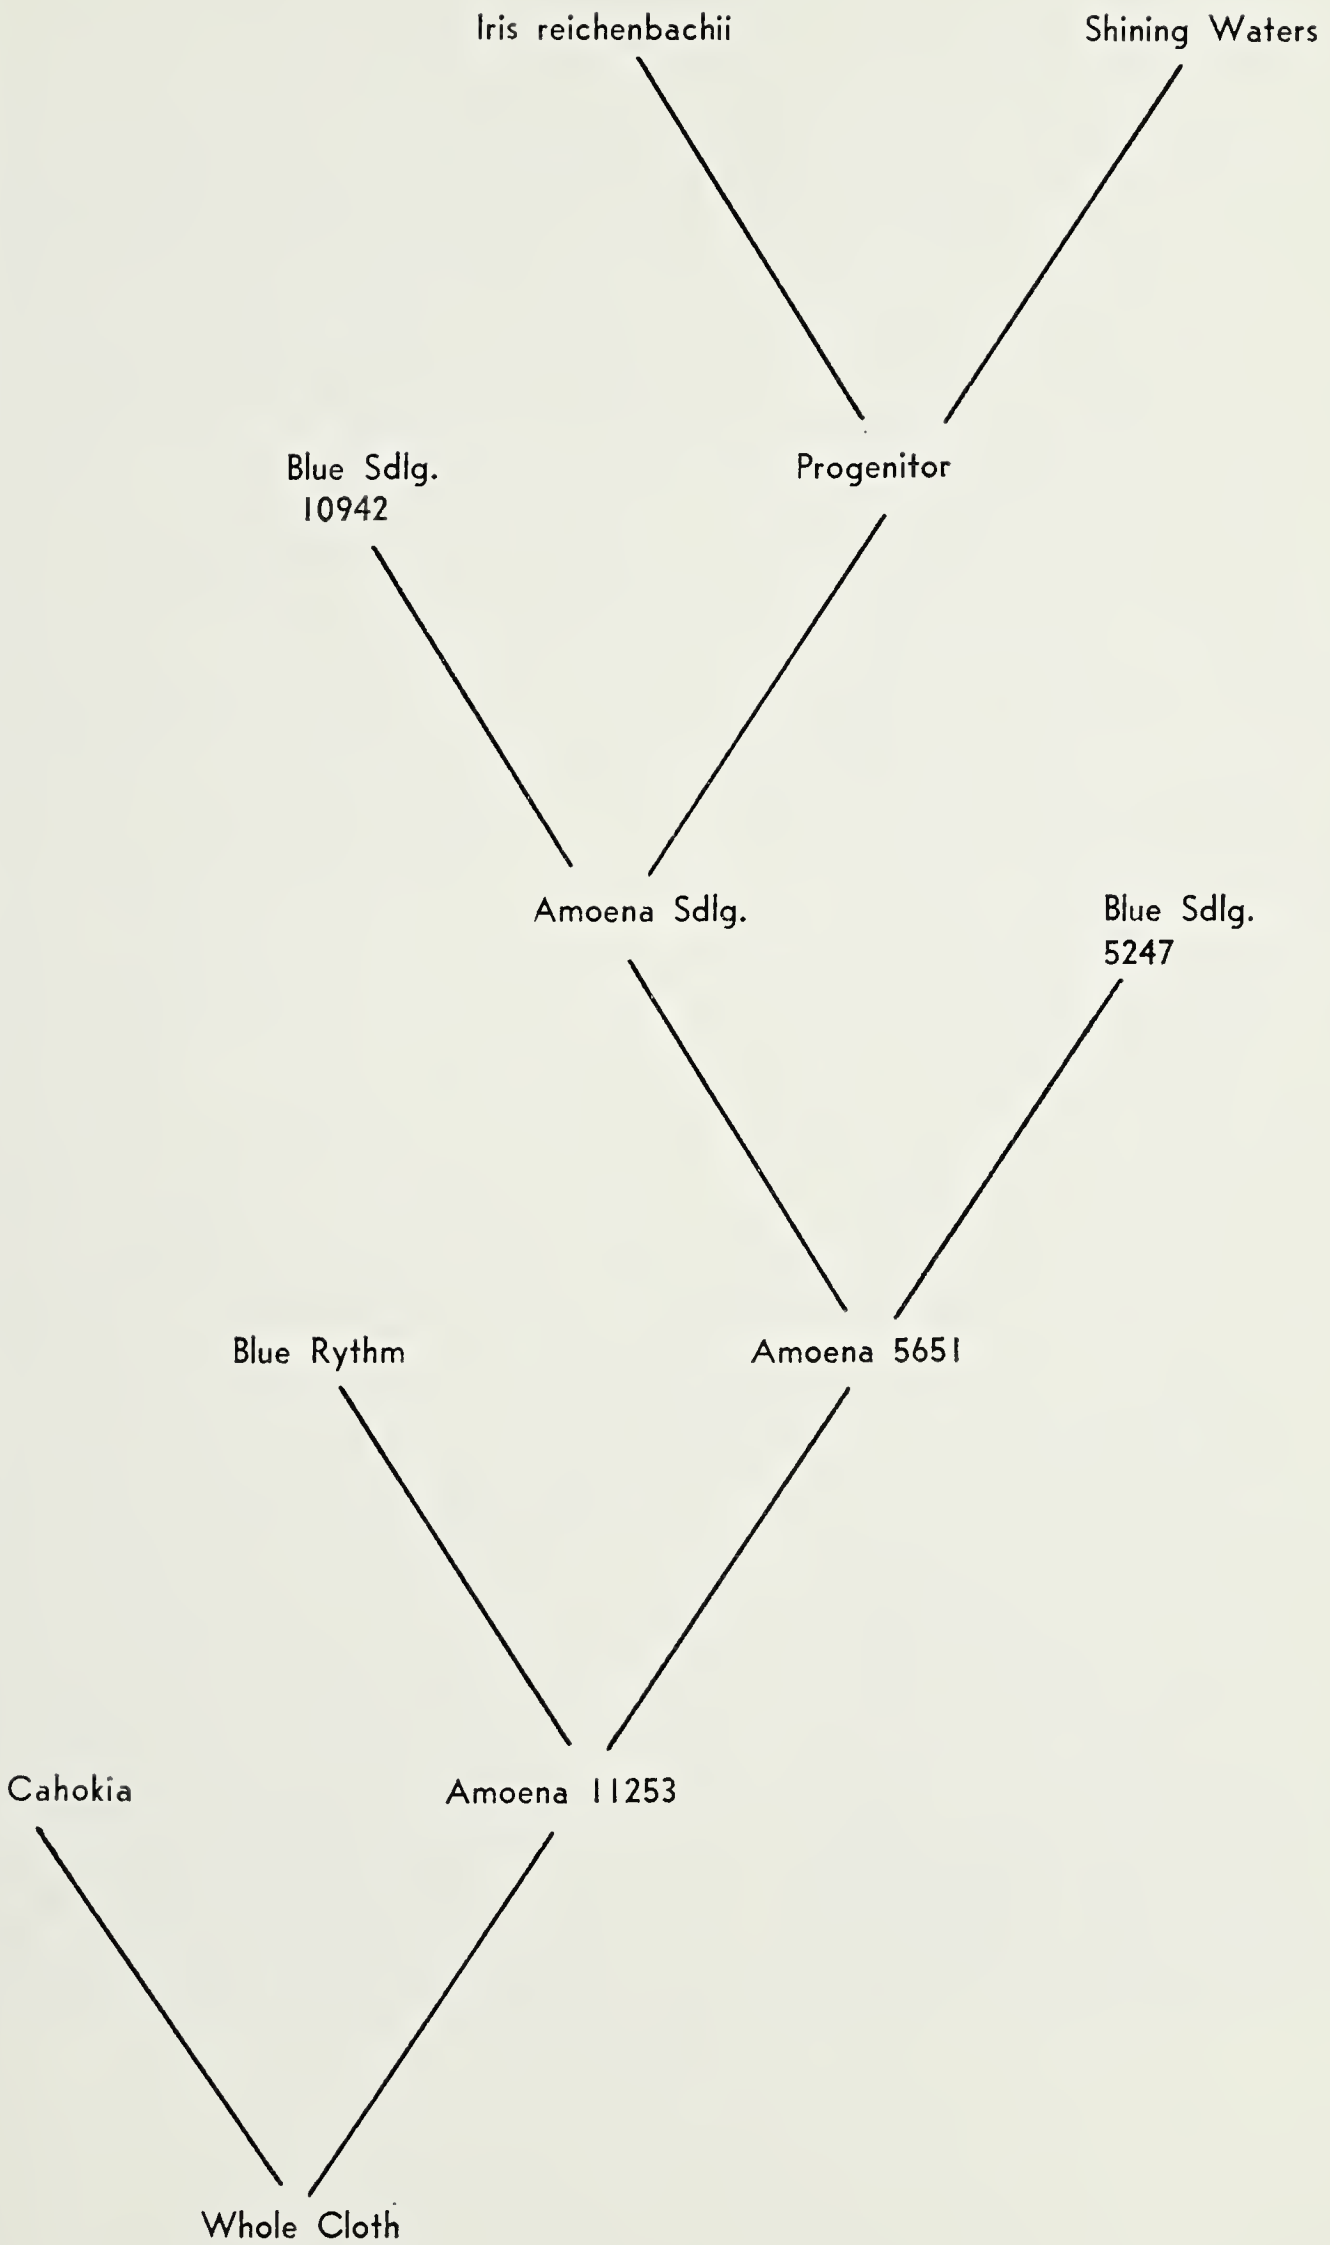 Iris reichenbachii
Shining Waters
Blue Sdlg.
10942
Progenitor
Amoena Sdlg.
Blue Sdlg.
5247
Blue Rythm
Amoena 5651
Cahokia
Amoena 11253
Whole Cloth